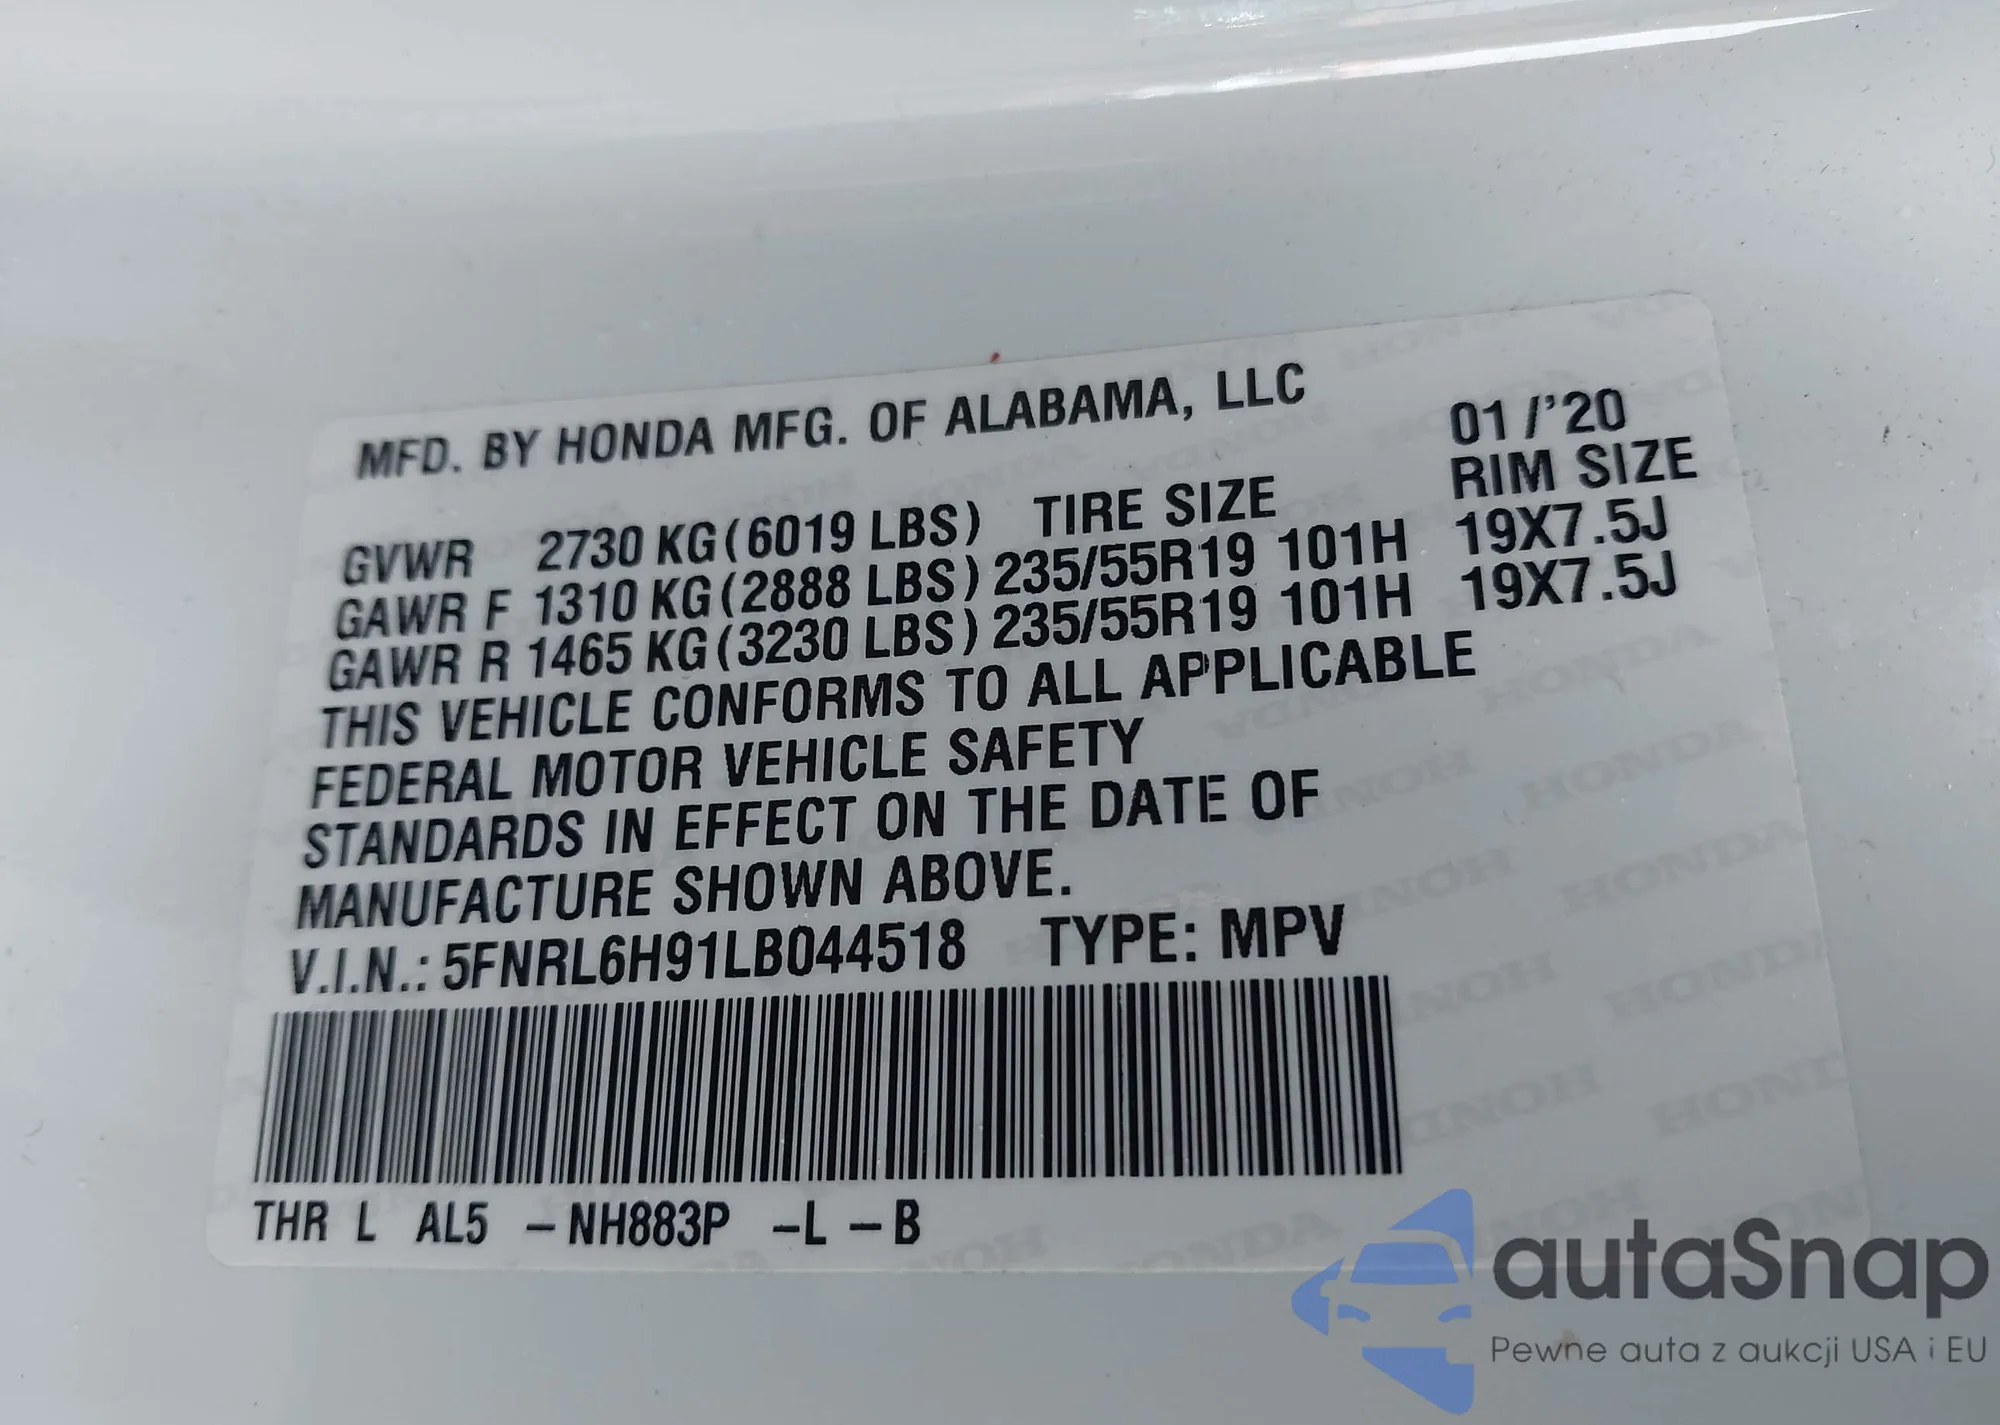 MFD. BY HONDA MFG. OF ALABAMA, LLC
01/'20
GVWR 2730 KG(6019 LBS) TIRE SIZE RIM SIZE
GAWR F 1310 KG(2888 LBS) 235/55R19 101H 19X7.5J
GAWR R 1465 KG(3230 LBS) 235/55R19 101H 19X7.5J
THIS VEHICLE CONFORMS TO ALL APPLICABLE
FEDERAL MOTOR VEHICLE SAFETY
STANDARDS IN EFFECT ON THE DATE OF
MANUFACTURE SHOWN ABOVE.
V.I.N.: 5FNRL6H91LB044518 TYPE: MPV
THR L AL5 -NH883P -L -B
autaSnap
Pewne auta z aukcji USA i EU